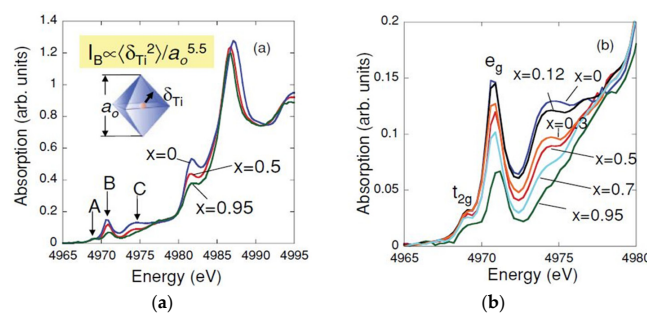 I_B∝⟨δ_Ti²⟩/a_o^5.5
(a)
a_o
δ_Ti
x=0
x=0.5
x=0.95
A
B
C
Absorption (arb. units)
1.4
1.2
1
0.8
0.6
0.4
0.2
0
4965 4970 4975 4980 4985 4990 4995
Energy (eV)
(a)
(b)
e_g
x=0.12
x=0
x=0.3
x=0.5
x=0.7
x=0.95
t_2g
Absorption (arb. units)
0.2
0.15
0.1
0.05
0
4965 4970 4975 4980
Energy (eV)
(b)